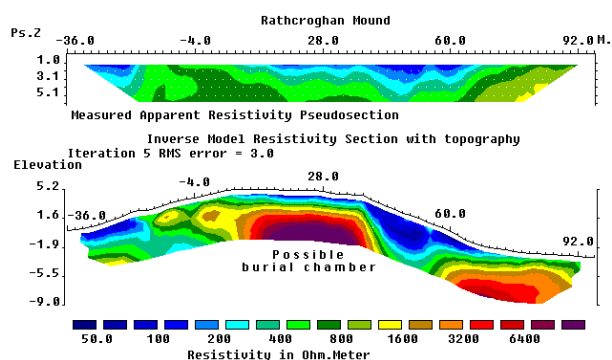 Rathcroghan Mound
Ps.Z
-36.0 -4.0 28.0 60.0 92.0 M.
1.0
3.1
5.1
Measured Apparent Resistivity Pseudosection
Inverse Model Resistivity Section with topography
Iteration 5 RMS error = 3.0
Elevation
5.2
1.6
-1.9
-5.5
-9.0
-36.0 -4.0 28.0 60.0 92.0
Possible
burial chamber
50.0 100 200 400 800 1600 3200 6400
Resistivity in Ohm.Meter